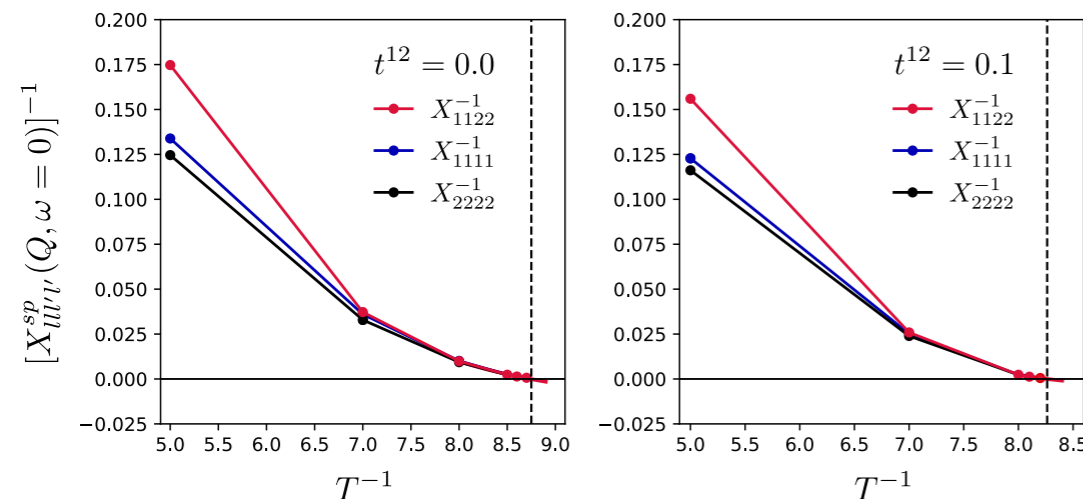 [X^{sp}_{lll'l'}(Q, ω = 0)]^{-1}
0.200
0.175
0.150
0.125
0.100
0.075
0.050
0.025
0.000
−0.025
t^{12} = 0.0
X^{-1}_{1122}
X^{-1}_{1111}
X^{-1}_{2222}
5.0 5.5 6.0 6.5 7.0 7.5 8.0 8.5 9.0
T^{-1}
0.200
0.175
0.150
0.125
0.100
0.075
0.050
0.025
0.000
−0.025
t^{12} = 0.1
X^{-1}_{1122}
X^{-1}_{1111}
X^{-1}_{2222}
5.0 5.5 6.0 6.5 7.0 7.5 8.0 8.5
T^{-1}